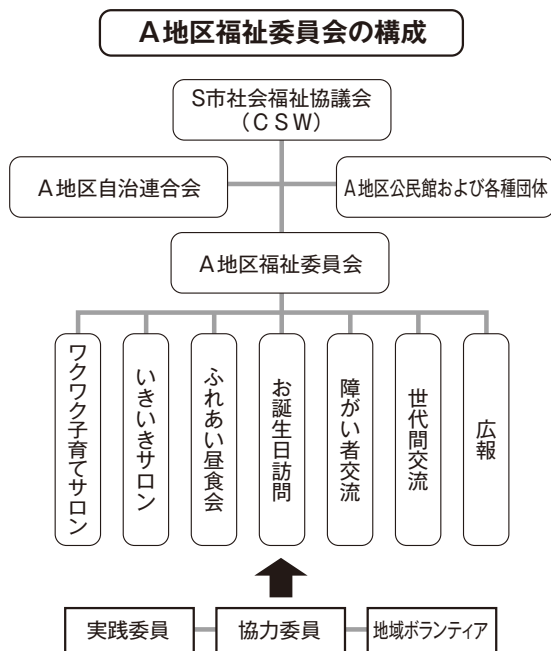 A地区福祉委員会の構成
S市社会福祉協議会
（CSW）
A地区自治連合会
A地区公民館および各種団体
A地区福祉委員会
ワクワク子育てサロン
いきいきサロン
ふれあい昼食会
お誕生日訪問
障がい者交流
世代間交流
広報
実践委員
協力委員
地域ボランティア